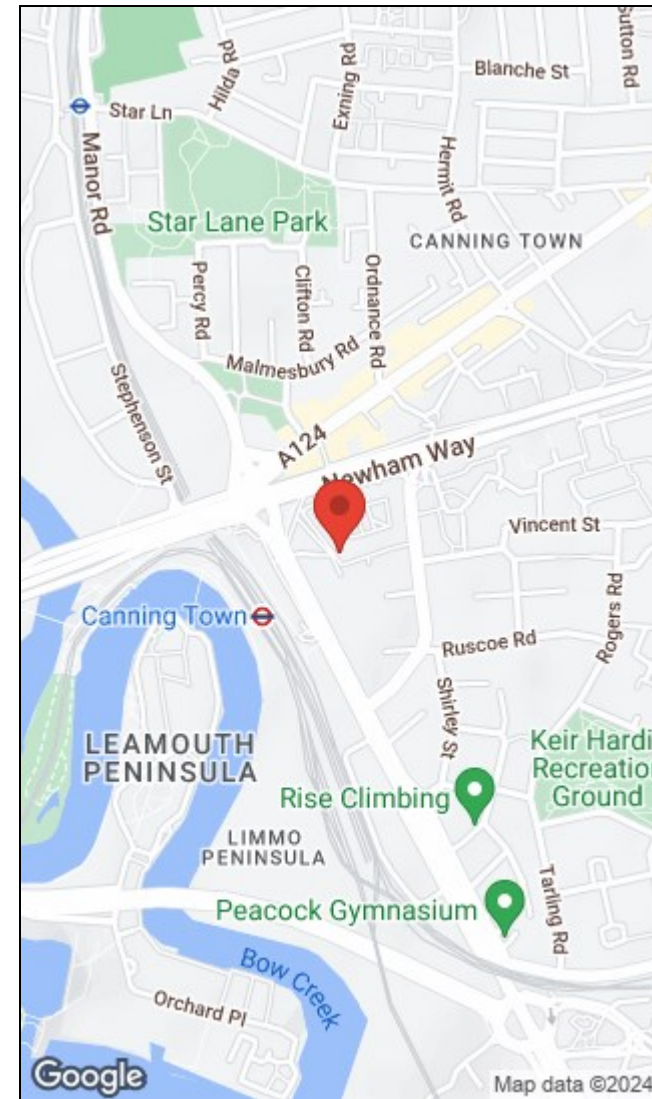 Sutton Rd
Hilda Rd
Exning Rd
Blanche St
Star Ln
Manor Rd
Hermit Rd
Star Lane Park
CANNING TOWN
Percy Rd
Clifton Rd
Ordnance Rd
Malmesbury Rd
Stephenson St
A124
Newham Way
Vincent St
Canning Town
Rogers Rd
Ruscoe Rd
Shirley St
LEAMOUTH
PENINSULA
Keir Hardi
Recreation
Ground
Rise Climbing
LIMMO
PENINSULA
Tarling Rd
Peacock Gymnasium
Bow Creek
Orchard Pl
Google
Map data ©2024